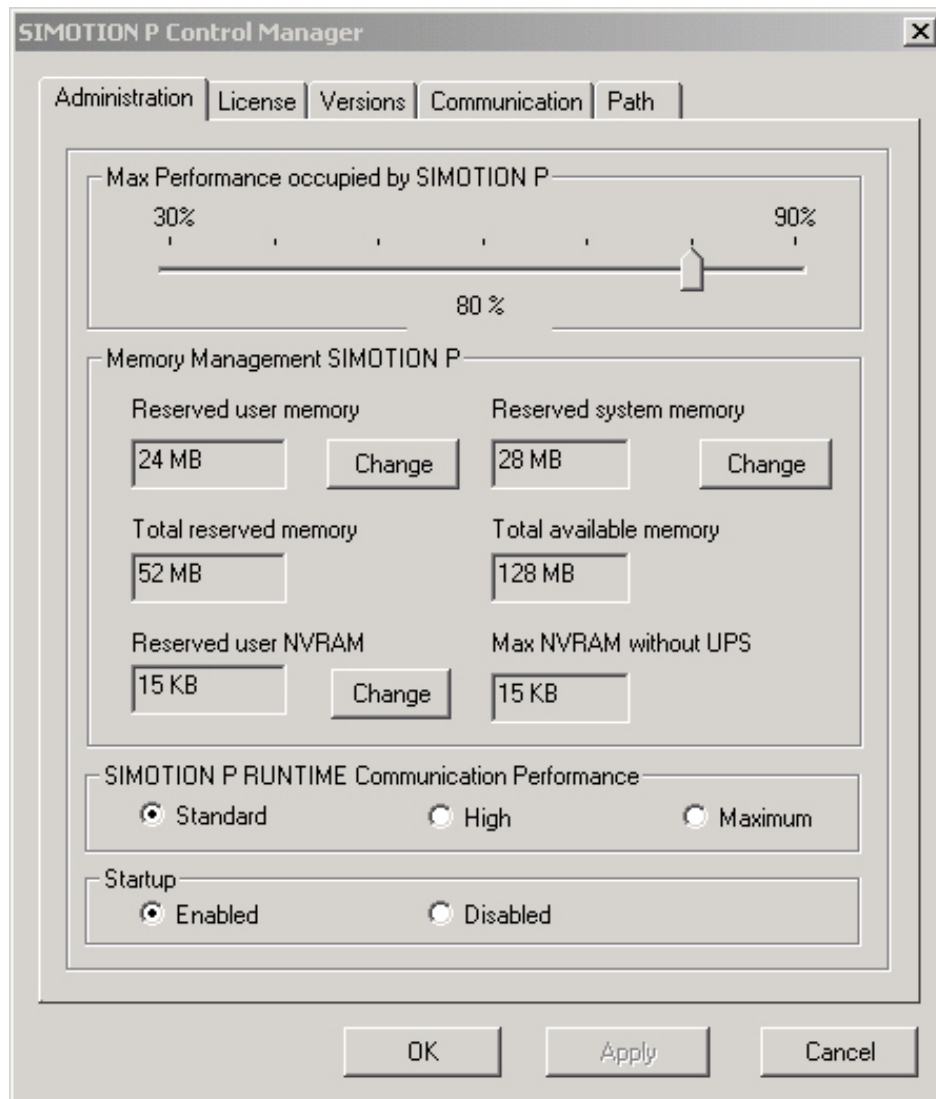 SIMOTION P Control Manager
Administration License Versions Communication Path
Max Performance occupied by SIMOTION P
30% 90%
80 %
Memory Management SIMOTION P
Reserved user memory Reserved system memory
24 MB Change 28 MB Change
Total reserved memory Total available memory
52 MB 128 MB
Reserved user NVRAM Max NVRAM without UPS
15 KB Change 15 KB
SIMOTION P RUNTIME Communication Performance
Standard High Maximum
Startup
Enabled Disabled
OK Apply Cancel